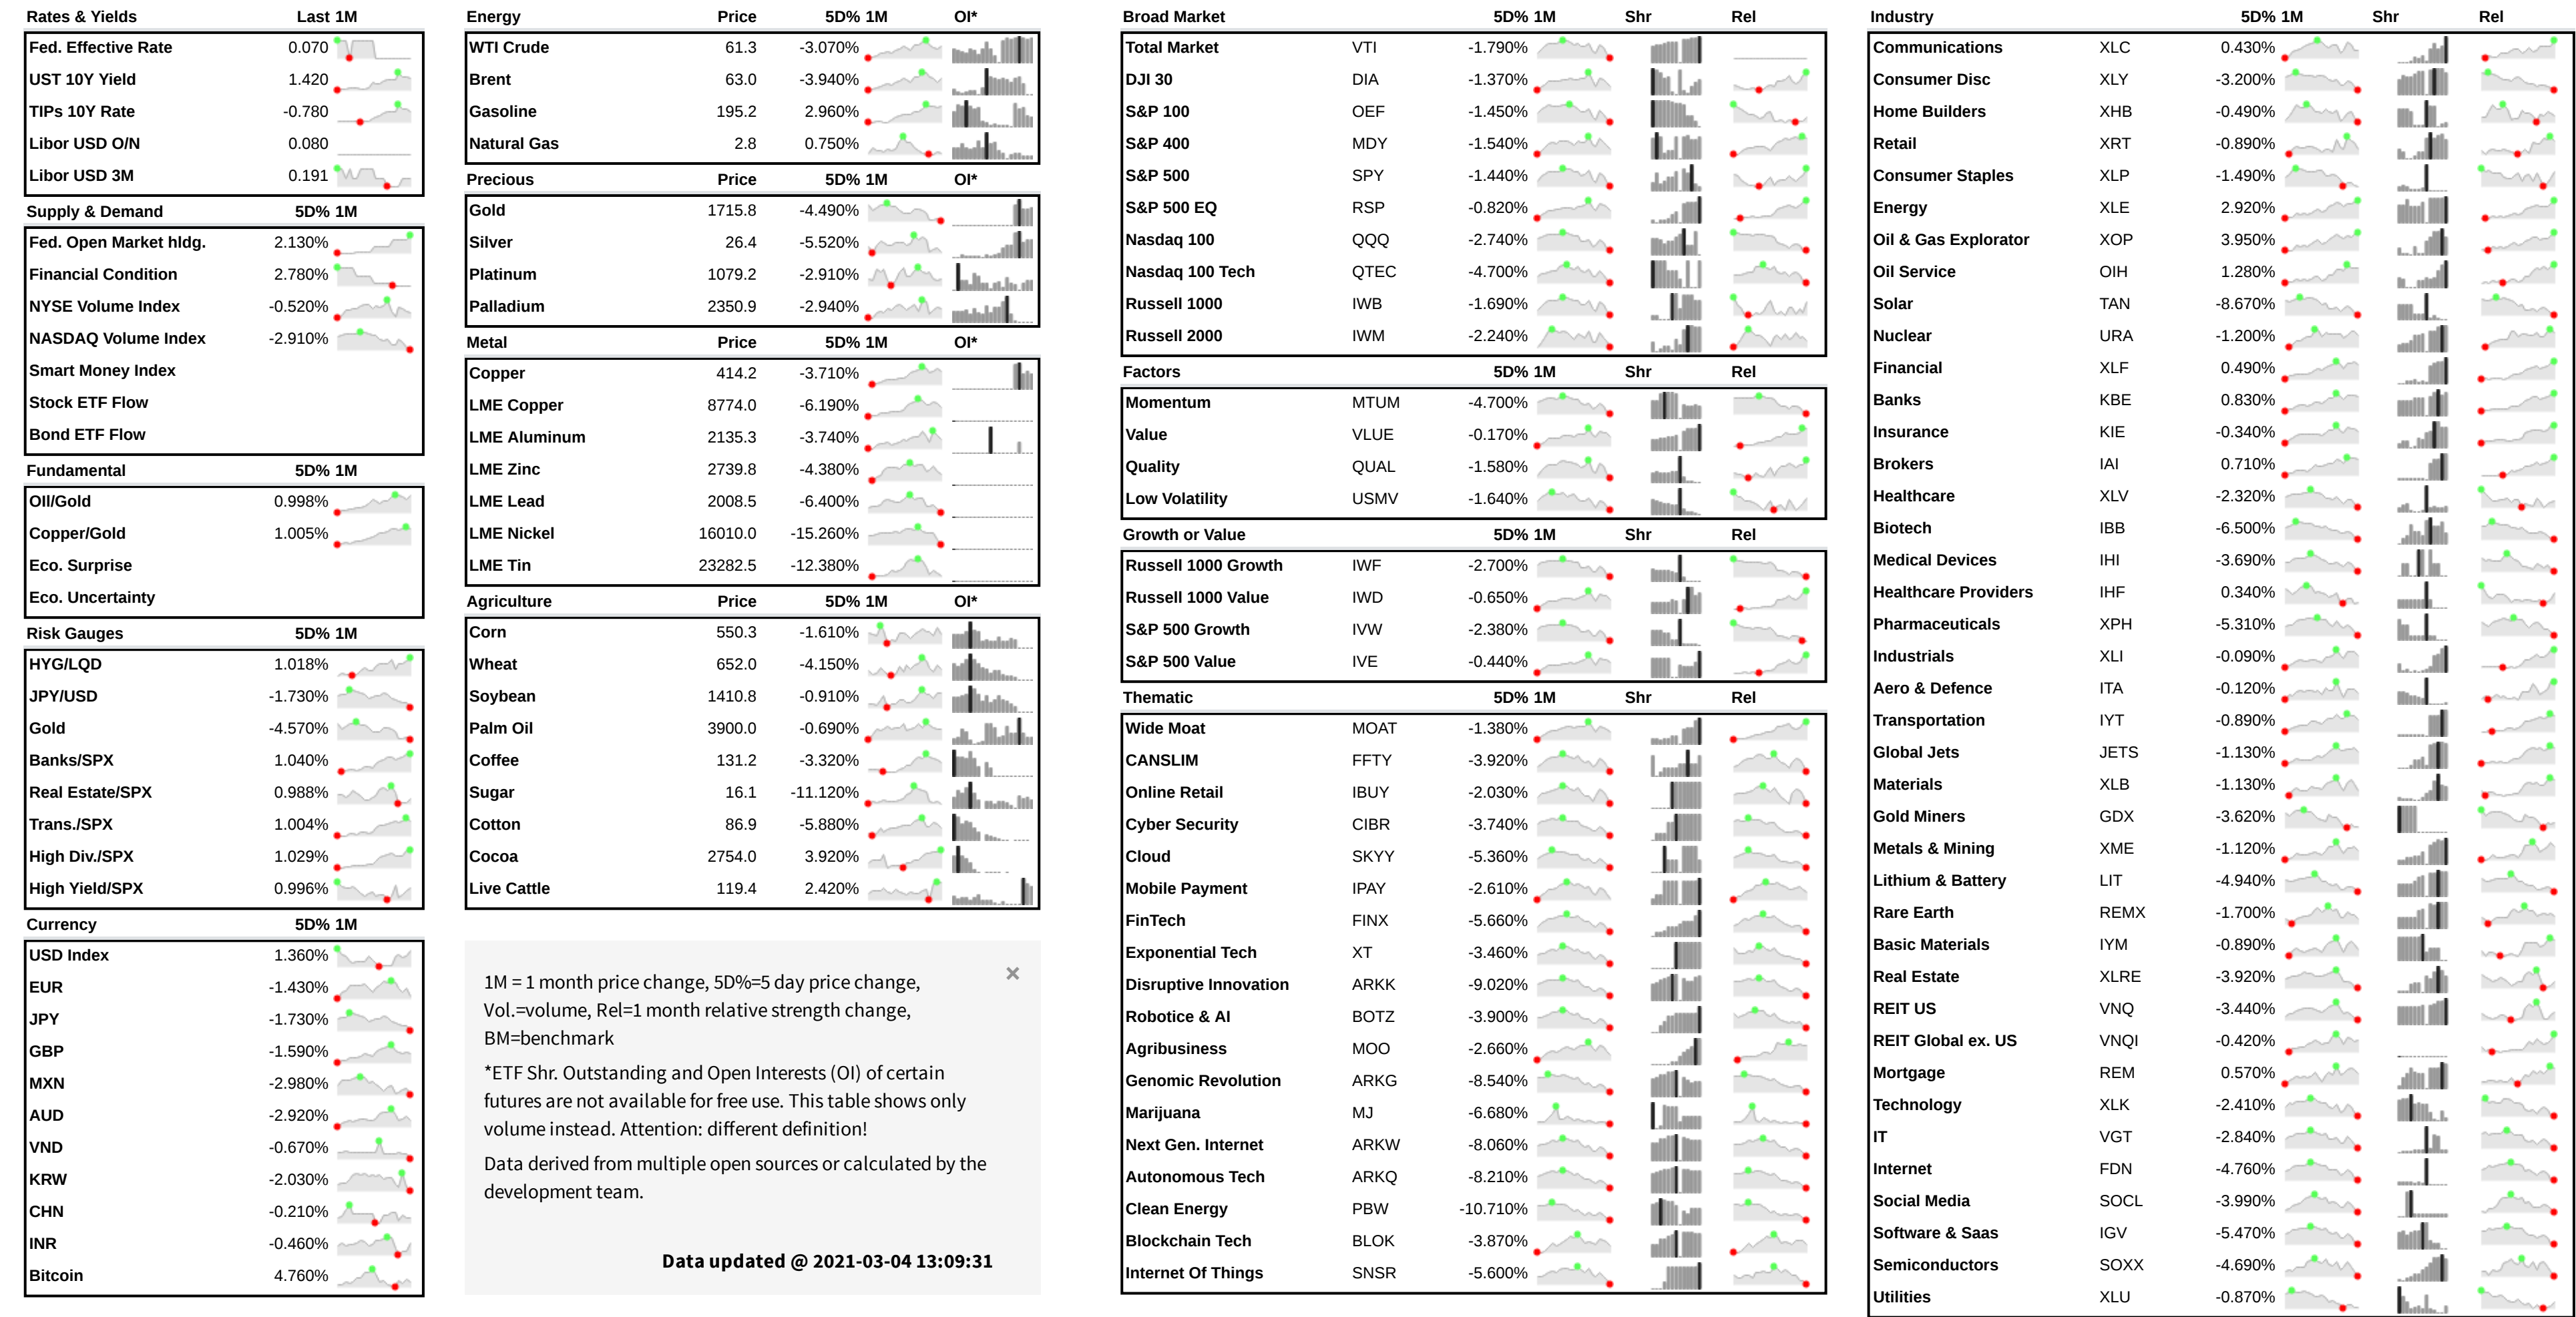 Rates & Yields Last 1M
Fed. Effective Rate 0.070
UST 10Y Yield 1.420
TIPs 10Y Rate -0.780
Libor USD O/N 0.080
Libor USD 3M 0.191
Supply & Demand 5D% 1M
Fed. Open Market hldg. 2.130%
Financial Condition 2.780%
NYSE Volume Index -0.520%
NASDAQ Volume Index -2.910%
Smart Money Index
Stock ETF Flow
Bond ETF Flow
Fundamental 5D% 1M
OIl/Gold 0.998%
Copper/Gold 1.005%
Eco. Surprise
Eco. Uncertainty
Risk Gauges 5D% 1M
HYG/LQD 1.018%
JPY/USD -1.730%
Gold -4.570%
Banks/SPX 1.040%
Real Estate/SPX 0.988%
Trans./SPX 1.004%
High Div./SPX 1.029%
High Yield/SPX 0.996%
Currency 5D% 1M
USD Index 1.360%
EUR -1.430%
JPY -1.730%
GBP -1.590%
MXN -2.980%
AUD -2.920%
VND -0.670%
KRW -2.030%
CHN -0.210%
INR -0.460%
Bitcoin 4.760%
Energy Price 5D% 1M OI*
WTI Crude 61.3 -3.070%
Brent 63.0 -3.940%
Gasoline 195.2 2.960%
Natural Gas 2.8 0.750%
Precious Price 5D% 1M OI*
Gold 1715.8 -4.490%
Silver 26.4 -5.520%
Platinum 1079.2 -2.910%
Palladium 2350.9 -2.940%
Metal Price 5D% 1M OI*
Copper 414.2 -3.710%
LME Copper 8774.0 -6.190%
LME Aluminum 2135.3 -3.740%
LME Zinc 2739.8 -4.380%
LME Lead 2008.5 -6.400%
LME Nickel 16010.0 -15.260%
LME Tin 23282.5 -12.380%
Agriculture Price 5D% 1M OI*
Corn 550.3 -1.610%
Wheat 652.0 -4.150%
Soybean 1410.8 -0.910%
Palm Oil 3900.0 -0.690%
Coffee 131.2 -3.320%
Sugar 16.1 -11.120%
Cotton 86.9 -5.880%
Cocoa 2754.0 3.920%
Live Cattle 119.4 2.420%
×
1M = 1 month price change, 5D%=5 day price change,
Vol.=volume, Rel=1 month relative strength change,
BM=benchmark
*ETF Shr. Outstanding and Open Interests (OI) of certain
futures are not available for free use. This table shows only
volume instead. Attention: different definition!
Data derived from multiple open sources or calculated by the
development team.
Data updated @ 2021-03-04 13:09:31
Broad Market 5D% 1M Shr Rel
Total Market VTI -1.790%
DJI 30 DIA -1.370%
S&P 100 OEF -1.450%
S&P 400 MDY -1.540%
S&P 500 SPY -1.440%
S&P 500 EQ RSP -0.820%
Nasdaq 100 QQQ -2.740%
Nasdaq 100 Tech QTEC -4.700%
Russell 1000 IWB -1.690%
Russell 2000 IWM -2.240%
Factors 5D% 1M Shr Rel
Momentum MTUM -4.700%
Value VLUE -0.170%
Quality QUAL -1.580%
Low Volatility USMV -1.640%
Growth or Value 5D% 1M Shr Rel
Russell 1000 Growth IWF -2.700%
Russell 1000 Value IWD -0.650%
S&P 500 Growth IVW -2.380%
S&P 500 Value IVE -0.440%
Thematic 5D% 1M Shr Rel
Wide Moat MOAT -1.380%
CANSLIM FFTY -3.920%
Online Retail IBUY -2.030%
Cyber Security CIBR -3.740%
Cloud SKYY -5.360%
Mobile Payment IPAY -2.610%
FinTech FINX -5.660%
Exponential Tech XT -3.460%
Disruptive Innovation ARKK -9.020%
Robotice & AI BOTZ -3.900%
Agribusiness MOO -2.660%
Genomic Revolution ARKG -8.540%
Marijuana MJ -6.680%
Next Gen. Internet ARKW -8.060%
Autonomous Tech ARKQ -8.210%
Clean Energy PBW -10.710%
Blockchain Tech BLOK -3.870%
Internet Of Things SNSR -5.600%
Industry 5D% 1M Shr Rel
Communications XLC 0.430%
Consumer Disc XLY -3.200%
Home Builders XHB -0.490%
Retail XRT -0.890%
Consumer Staples XLP -1.490%
Energy XLE 2.920%
Oil & Gas Explorator XOP 3.950%
Oil Service OIH 1.280%
Solar TAN -8.670%
Nuclear URA -1.200%
Financial XLF 0.490%
Banks KBE 0.830%
Insurance KIE -0.340%
Brokers IAI 0.710%
Healthcare XLV -2.320%
Biotech IBB -6.500%
Medical Devices IHI -3.690%
Healthcare Providers IHF 0.340%
Pharmaceuticals XPH -5.310%
Industrials XLI -0.090%
Aero & Defence ITA -0.120%
Transportation IYT -0.890%
Global Jets JETS -1.130%
Materials XLB -1.130%
Gold Miners GDX -3.620%
Metals & Mining XME -1.120%
Lithium & Battery LIT -4.940%
Rare Earth REMX -1.700%
Basic Materials IYM -0.890%
Real Estate XLRE -3.920%
REIT US VNQ -3.440%
REIT Global ex. US VNQI -0.420%
Mortgage REM 0.570%
Technology XLK -2.410%
IT VGT -2.840%
Internet FDN -4.760%
Social Media SOCL -3.990%
Software & Saas IGV -5.470%
Semiconductors SOXX -4.690%
Utilities XLU -0.870%